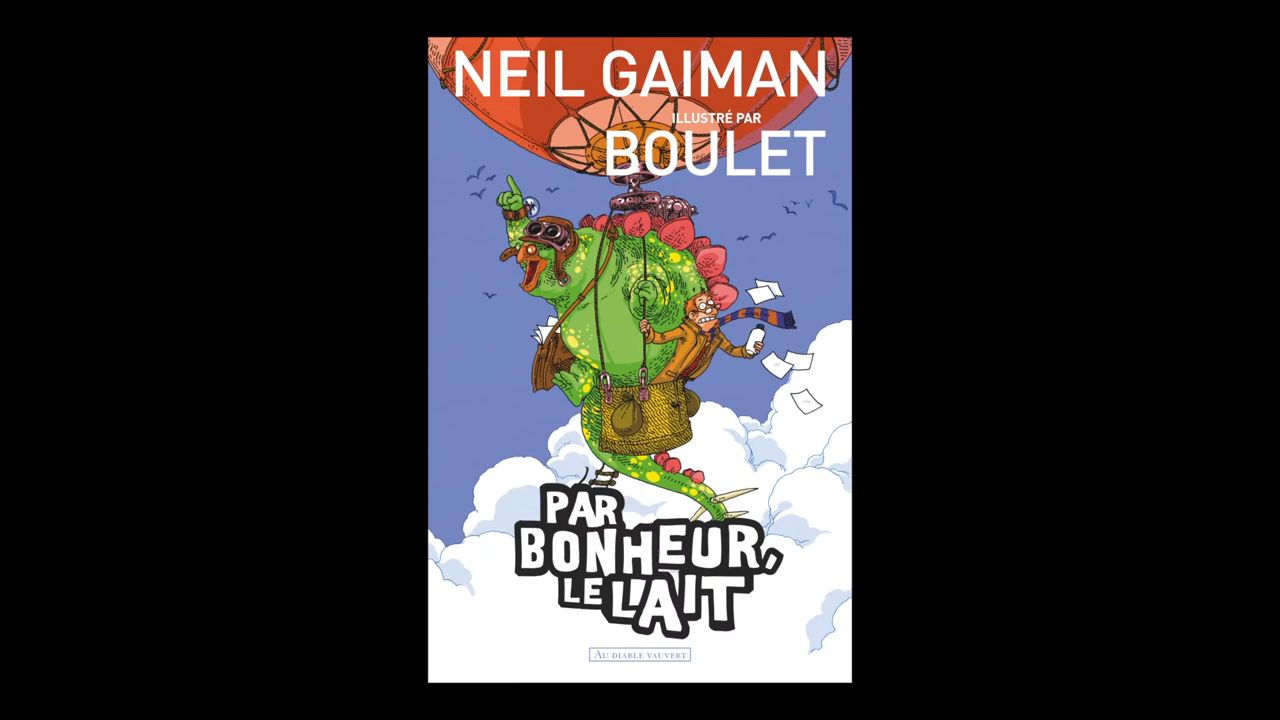 NEIL GAIMAN
ILLUSTRÉ PAR
BOULET
PAR
BONHEUR,
LE LAIT
AU DIABLE VAUVERT